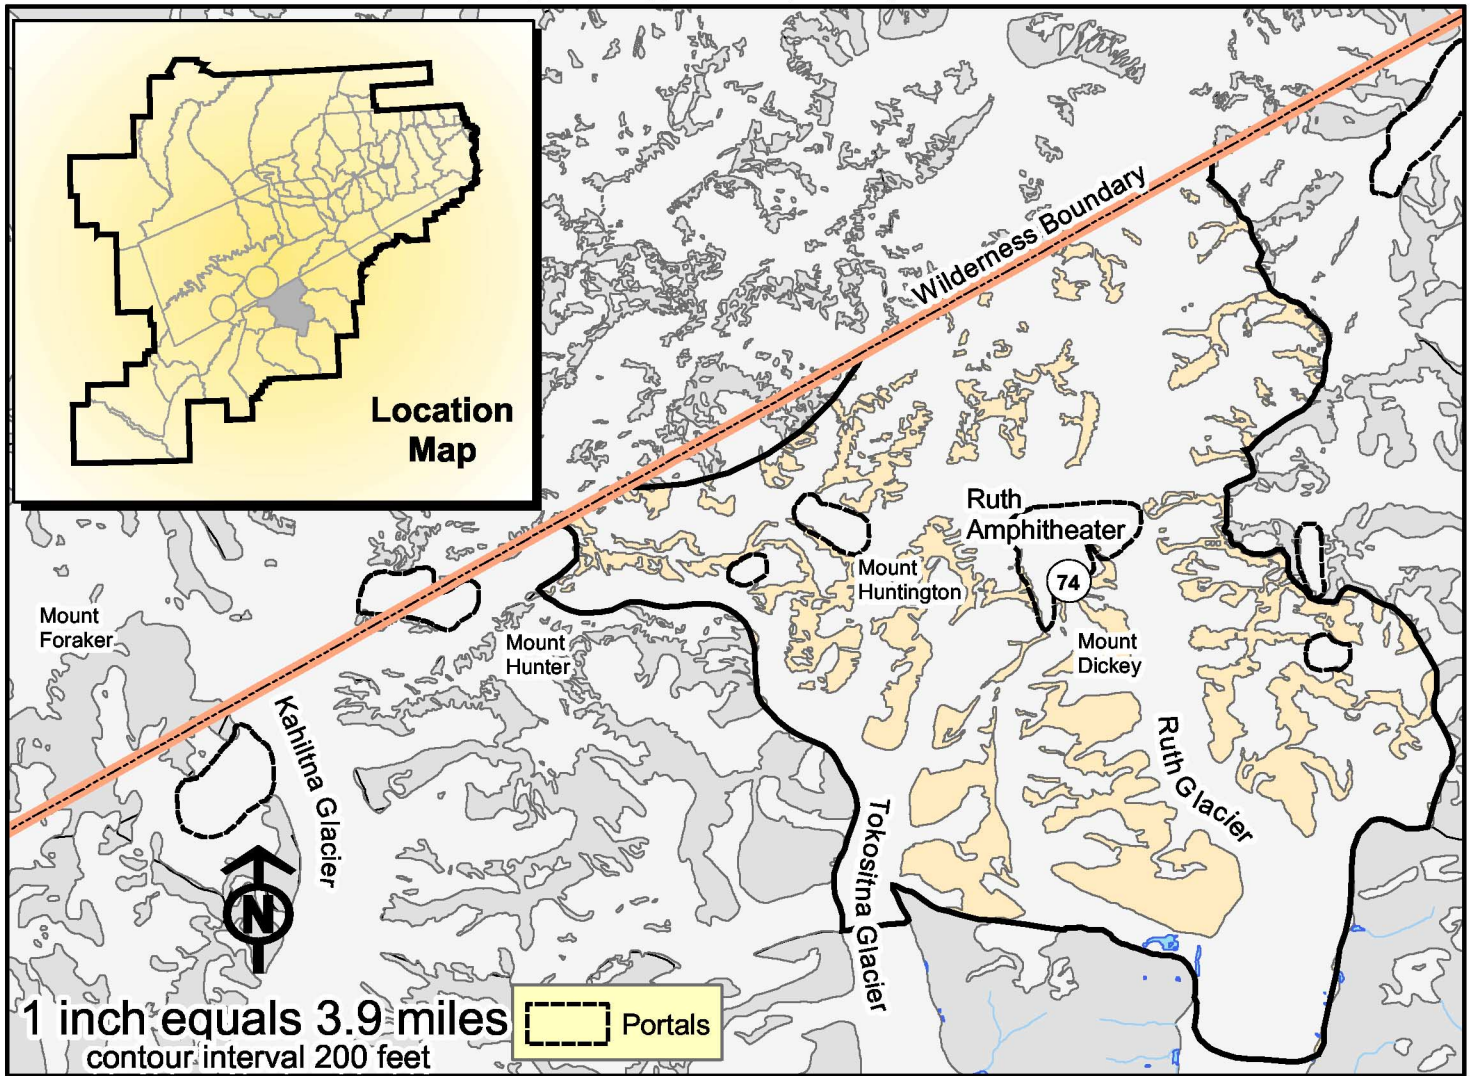 Location
Map
Wilderness Boundary
Ruth
Amphitheater
Mount
Huntington
74
Mount
Foraker
Mount
Hunter
Mount
Dickey
Kahiltna Glacier
Ruth Glacier
Tokositna Glacier
N
1 inch equals 3.9 miles
contour interval 200 feet
Portals